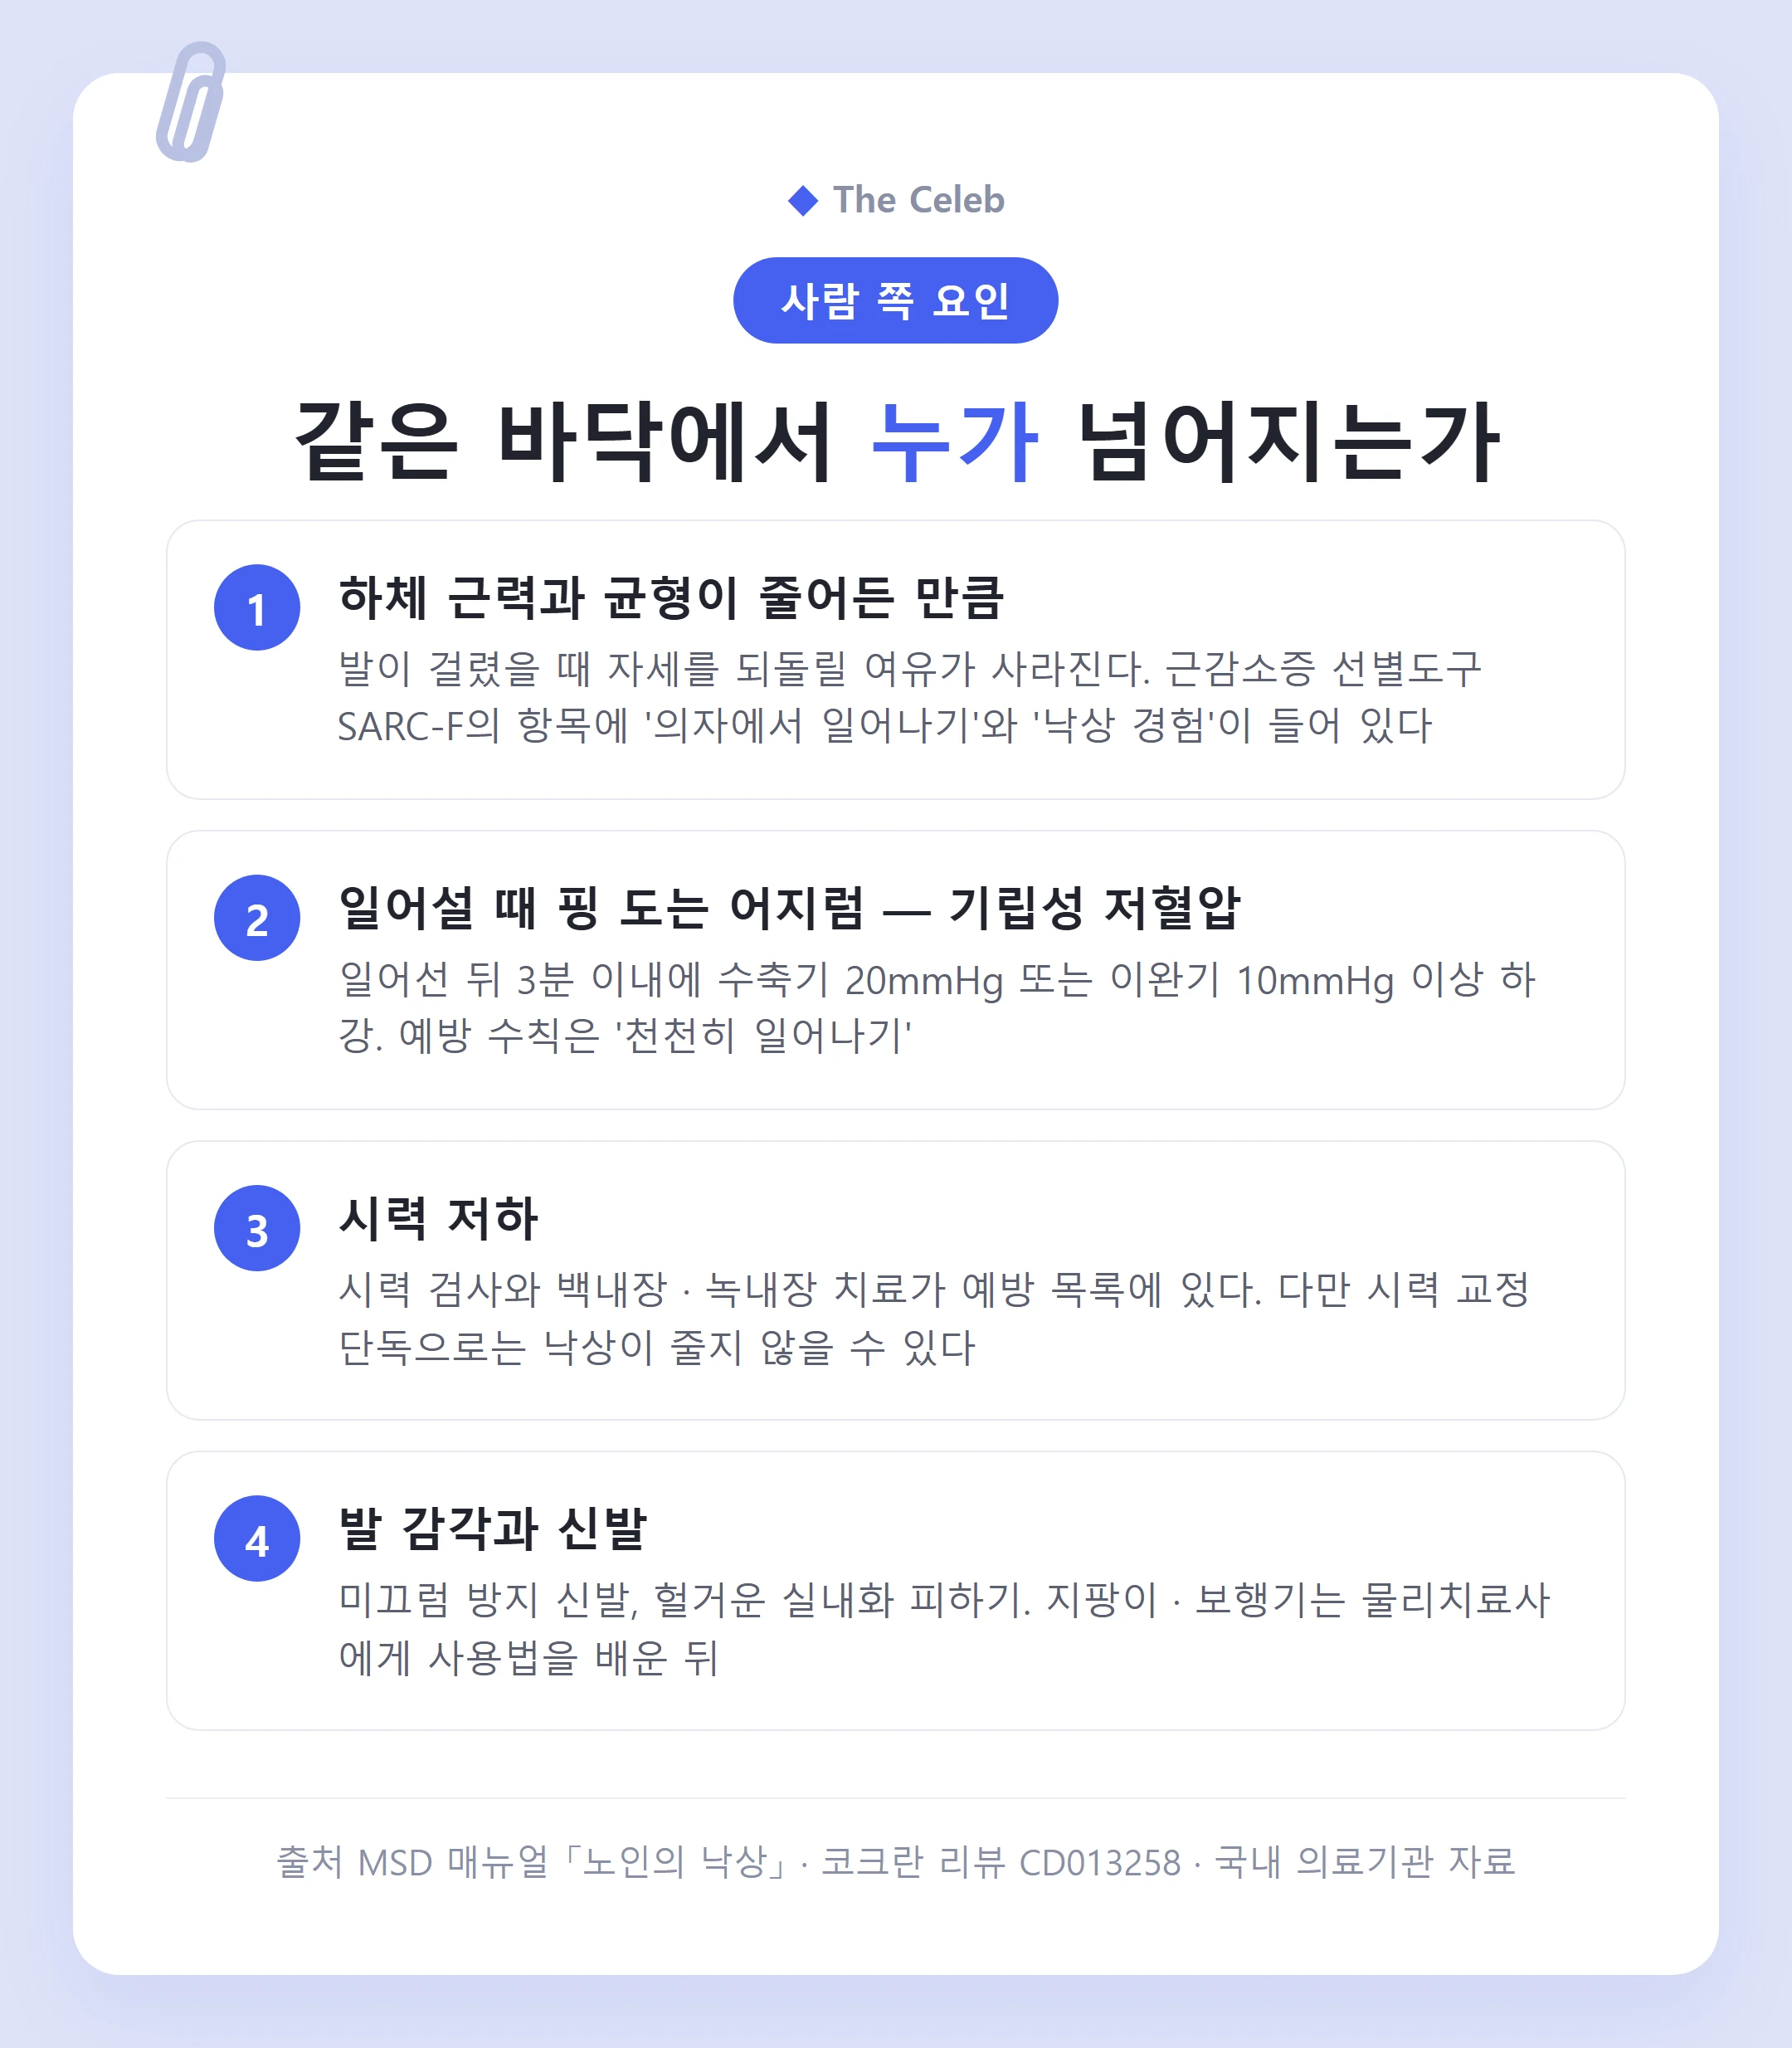 ◆ The Celeb
사람 쪽 요인
같은 바닥에서 누가 넘어지는가
1
하체 근력과 균형이 줄어든 만큼
발이 걸렸을 때 자세를 되돌릴 여유가 사라진다. 근감소증 선별도구
SARC-F의 항목에 '의자에서 일어나기'와 '낙상 경험'이 들어 있다
2
일어설 때 핑 도는 어지럼 — 기립성 저혈압
일어선 뒤 3분 이내에 수축기 20mmHg 또는 이완기 10mmHg 이상 하
강. 예방 수칙은 '천천히 일어나기'
3
시력 저하
시력 검사와 백내장 · 녹내장 치료가 예방 목록에 있다. 다만 시력 교정
단독으로는 낙상이 줄지 않을 수 있다
4
발 감각과 신발
미끄럼 방지 신발, 헐거운 실내화 피하기. 지팡이 · 보행기는 물리치료사
에게 사용법을 배운 뒤
출처 MSD 매뉴얼「노인의 낙상」· 코크란 리뷰 CD013258 · 국내 의료기관 자료